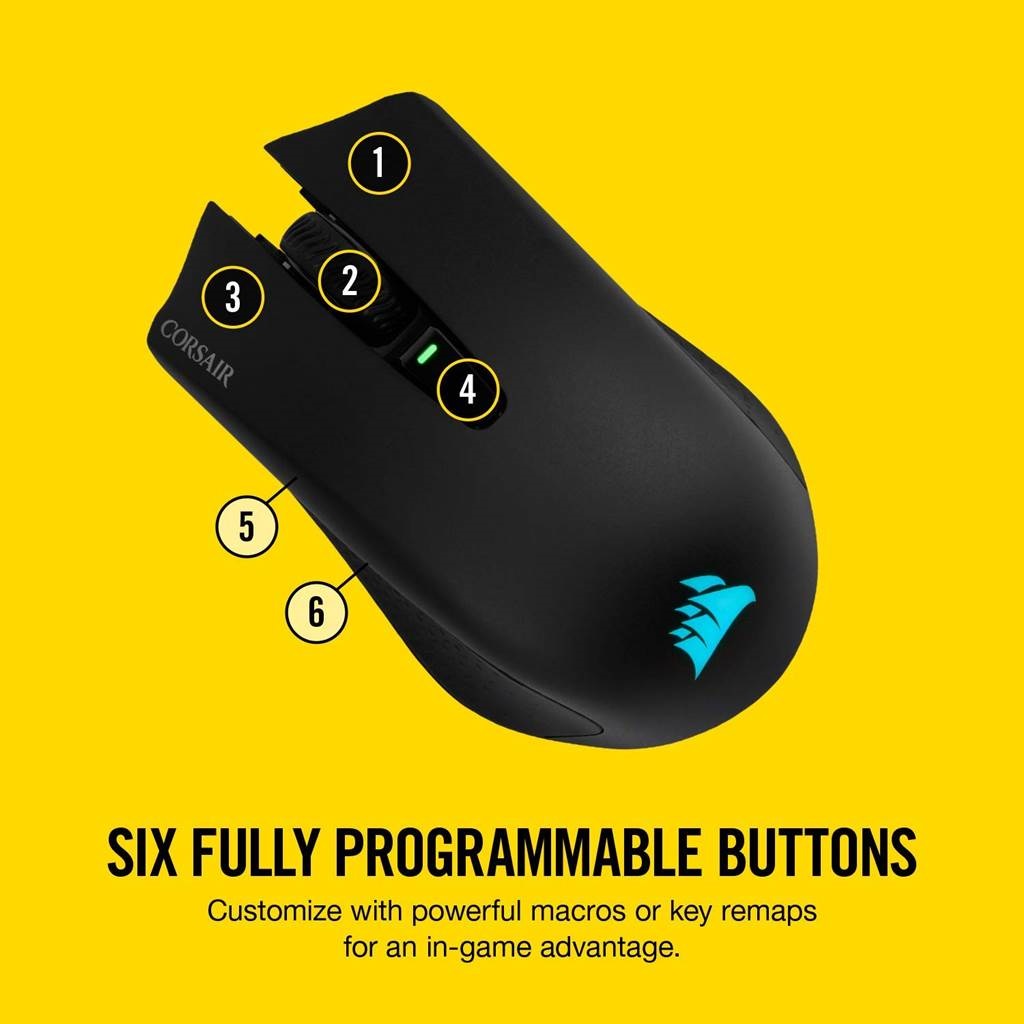 1
2
3
CORSAIR
4
5
6
SIX FULLY PROGRAMMABLE BUTTONS
Customize with powerful macros or key remaps
for an in-game advantage.